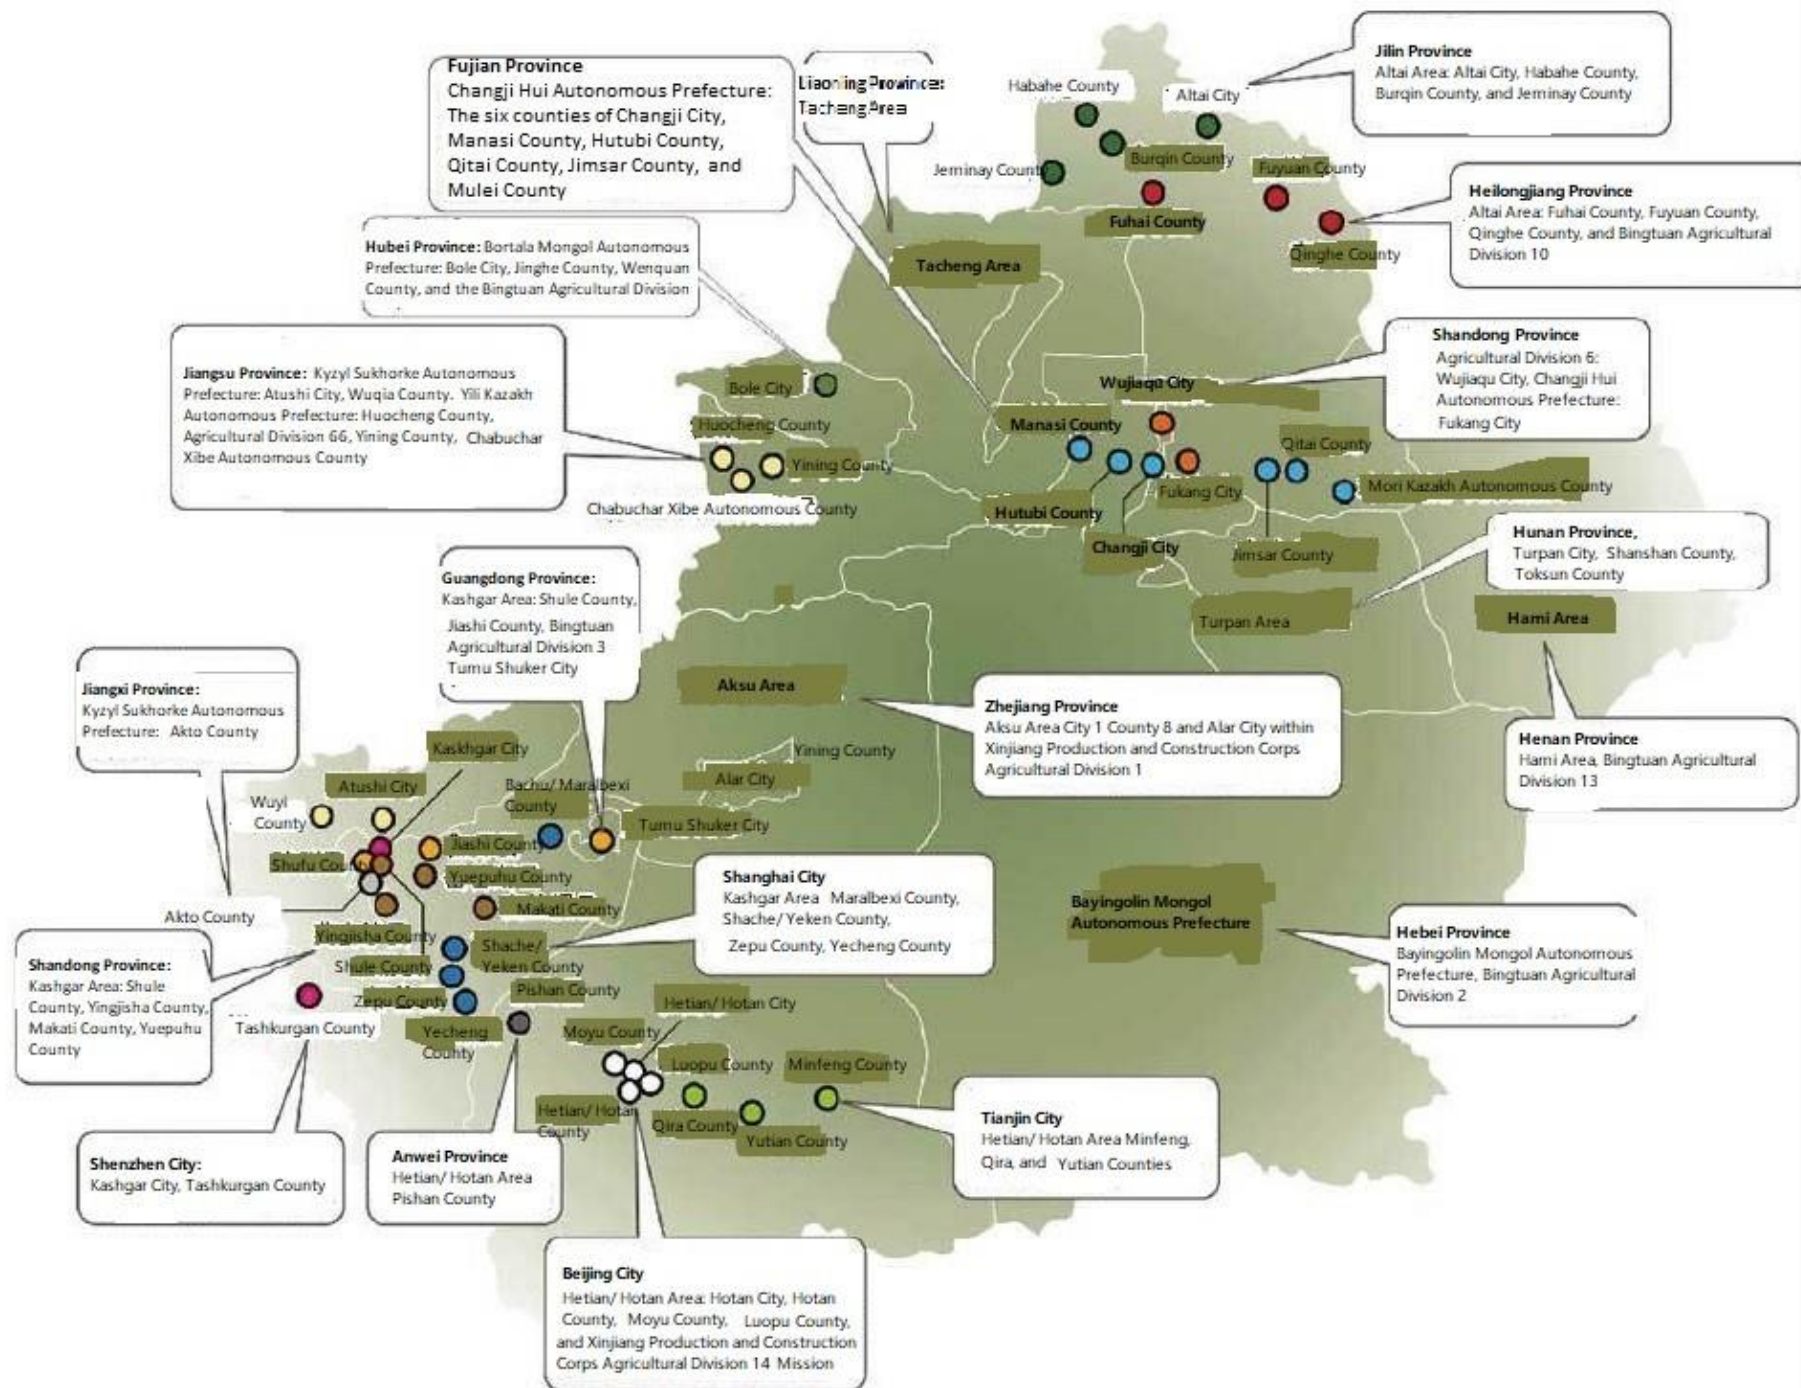 Fujian Province
Changji Hui Autonomous Prefecture:
The six counties of Changji City,
Manasi County, Hutubi County,
Qitai County, Jimsar County, and
Mulei County
Liaoning Province:
Tacheng Area
Habahe County
Altai City
Jilin Province
Altai Area: Altai City, Habahe County,
Burqin County, and Jeminay County
Burqin County
Jeminay County
Fuyuan County
Fuhai County
Qinghe County
Heilongjiang Province
Altai Area: Fuhai County, Fuyuan County,
Qinghe County, and Bingtuan Agricultural
Division 10
Hubei Province: Bortala Mongol Autonomous
Prefecture: Bole City, Jinghe County, Wenquan
County, and the Bingtuan Agricultural Division
Tacheng Area
Jiangsu Province: Kyzyl Sukhorke Autonomous
Prefecture: Atushi City, Wuqia County. Yili Kazakh
Autonomous Prefecture: Huocheng County,
Agricultural Division 66, Yining County, Chabuchar
Xibe Autonomous County
Bole City
Huocheng County
Yining County
Chabuchar Xibe Autonomous County
Wujiaqu City
Shandong Province
Agricultural Division 6:
Wujiaqu City, Changji Hui
Autonomous Prefecture:
Fukang City
Manasi County
Qitai County
Fukang City
Mori Kazakh Autonomous County
Hutubi County
Changji City
Jimsar County
Hunan Province,
Turpan City, Shanshan County,
Toksun County
Turpan Area
Hami Area
Guangdong Province:
Kashgar Area: Shule County,
Jiashi County, Bingtuan
Agricultural Division 3
Tumu Shuker City
Jiangxi Province:
Kyzyl Sukhorke Autonomous
Prefecture: Akto County
Aksu Area
Zhejiang Province
Aksu Area City 1 County 8 and Alar City within
Xinjiang Production and Construction Corps
Agricultural Division 1
Henan Province
Hami Area, Bingtuan Agricultural
Division 13
Kaskhgar City
Yining County
Alar City
Atushi City
Bachu/ Maralbexi
County
Wuyi
County
Tumu Shuker City
Jiashi County
Shufu County
Yuepuhu County
Makati County
Akto County
Shanghai City
Kashgar Area Maralbexi County,
Shache/ Yeken County,
Zepu County, Yecheng County
Bayingolin Mongol
Autonomous Prefecture
Hebei Province
Bayingolin Mongol Autonomous
Prefecture, Bingtuan Agricultural
Division 2
Yingjisha County
Shache/
Yeken County
Shule County
Shandong Province:
Kashgar Area: Shule
County, Yingjisha County,
Makati County, Yuepuhu
County
Zepu County
Pishan County
Tashkurgan County
Yecheng
County
Hetian/ Hotan City
Moyu County
Luopu County
Minfeng County
Hetian/ Hotan
County
Qira County
Yutian County
Tianjin City
Hetian/ Hotan Area Minfeng,
Qira, and Yutian Counties
Shenzhen City:
Kashgar City, Tashkurgan County
Anwei Province
Hetian/ Hotan Area
Pishan County
Beijing City
Hetian/ Hotan Area: Hotan City, Hotan
County, Moyu County, Luopu County,
and Xinjiang Production and Construction
Corps Agricultural Division 14 Mission